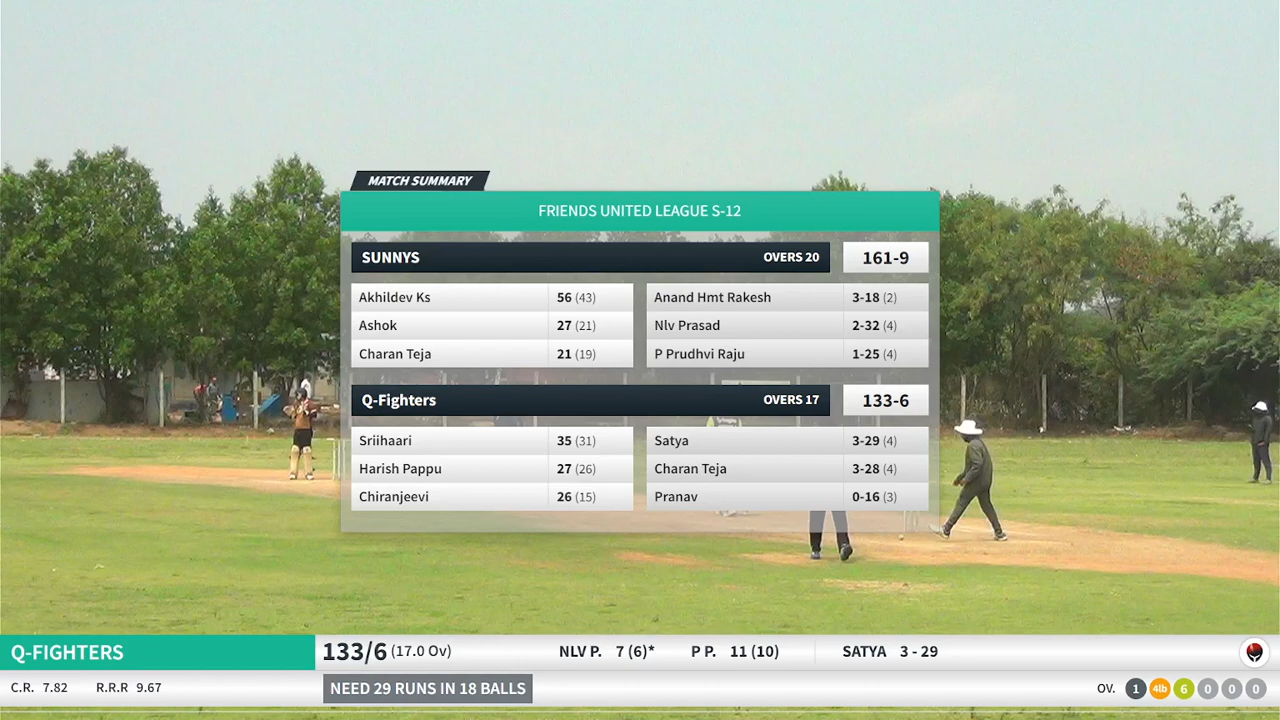 MATCH SUMMARY
FRIENDS UNITED LEAGUE S-12
SUNNYS OVERS 20 161-9
Akhildev Ks 56 (43) Anand Hmt Rakesh 3-18 (2)
Ashok 27 (21) Nlv Prasad 2-32 (4)
Charan Teja 21 (19) P Prudhvi Raju 1-25 (4)
Q-Fighters OVERS 17 133-6
Sriihaari 35 (31) Satya 3-29 (4)
Harish Pappu 27 (26) Charan Teja 3-28 (4)
Chiranjeevi 26 (15) Pranav 0-16 (3)
Q-FIGHTERS 133/6 (17.0 Ov) NLV P. 7 (6)* P P. 11 (10) SATYA 3 - 29
C.R. 7.82 R.R.R 9.67 NEED 29 RUNS IN 18 BALLS OV. 1 4lb 6 0 0 0